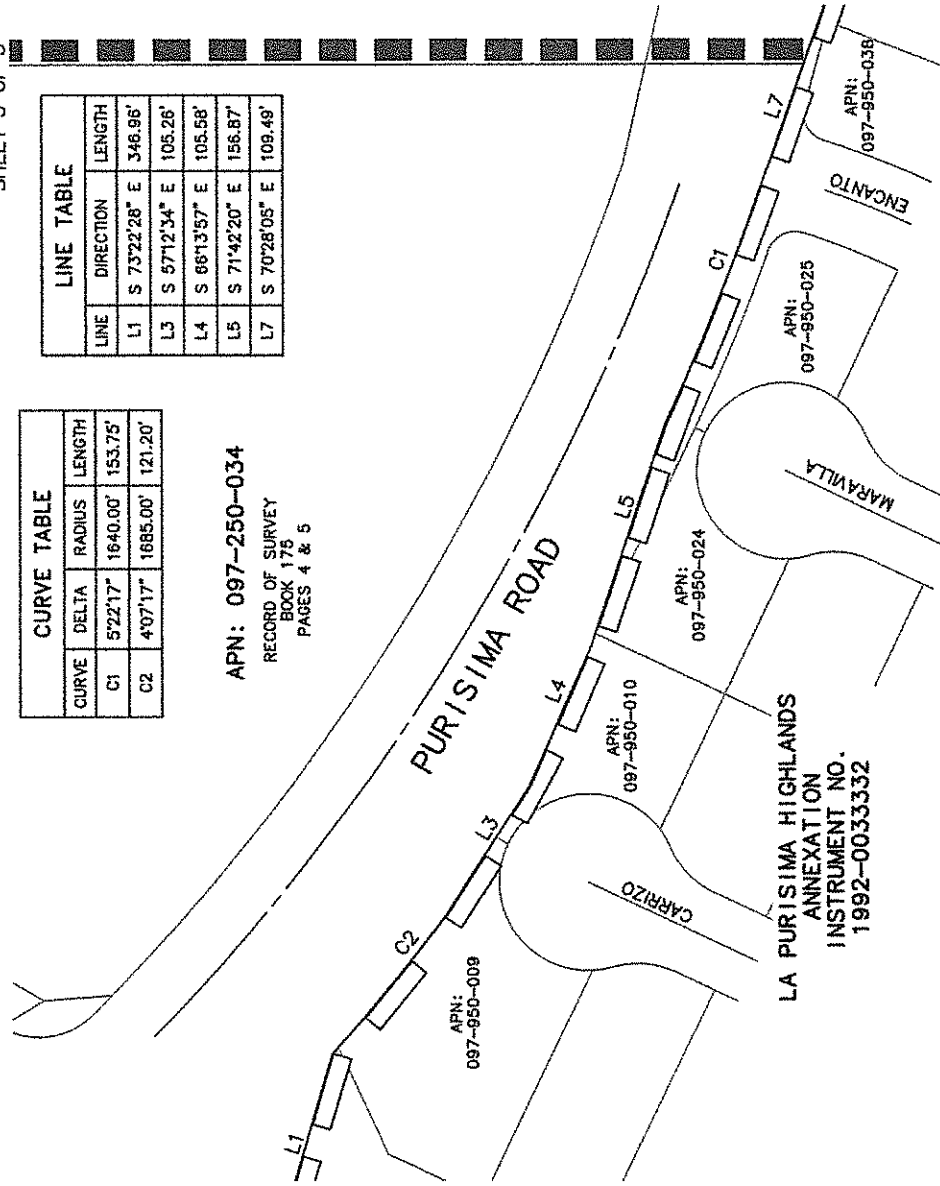 LINE TABLE
LINE DIRECTION LENGTH
L1 S 73°22'28" E 346.96'
L3 S 57°12'34" E 105.26'
L4 S 66°13'57" E 105.58'
L5 S 71°42'20" E 156.87'
L7 S 70°28'05" E 109.49'
CURVE TABLE
CURVE DELTA RADIUS LENGTH
C1 5°22'17" 1640.00' 153.75'
C2 4°07'17" 1685.00' 121.20'
APN: 097-250-034
RECORD OF SURVEY
BOOK 175
PAGES 4 & 5
PURISIMA ROAD
L1
C2
L3
L4
L5
C1
L7
APN:
097-950-009
CARRIZO
APN:
097-950-010
APN:
097-950-024
MARAVILLA
APN:
097-950-025
ENCANTO
APN:
097-950-038
LA PURISIMA HIGHLANDS
ANNEXATION
INSTRUMENT NO.
1992-0033332